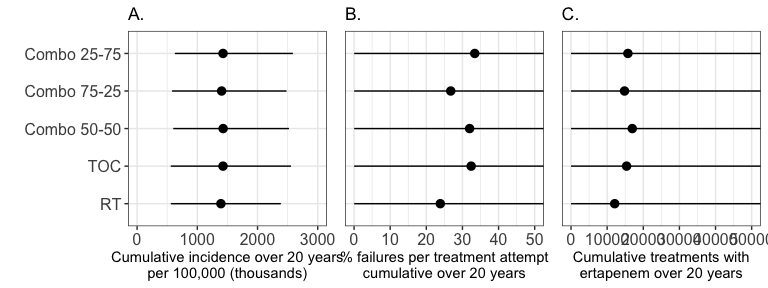 A.
B.
C.
Combo 25-75
Combo 75-25
Combo 50-50
TOC
RT
0 1000 2000 3000
0 10 20 30 40 50
0 10000 20000 30000 40000 50000
Cumulative incidence over 20 years
per 100,000 (thousands)
% failures per treatment attempt
cumulative over 20 years
Cumulative treatments with
ertapenem over 20 years